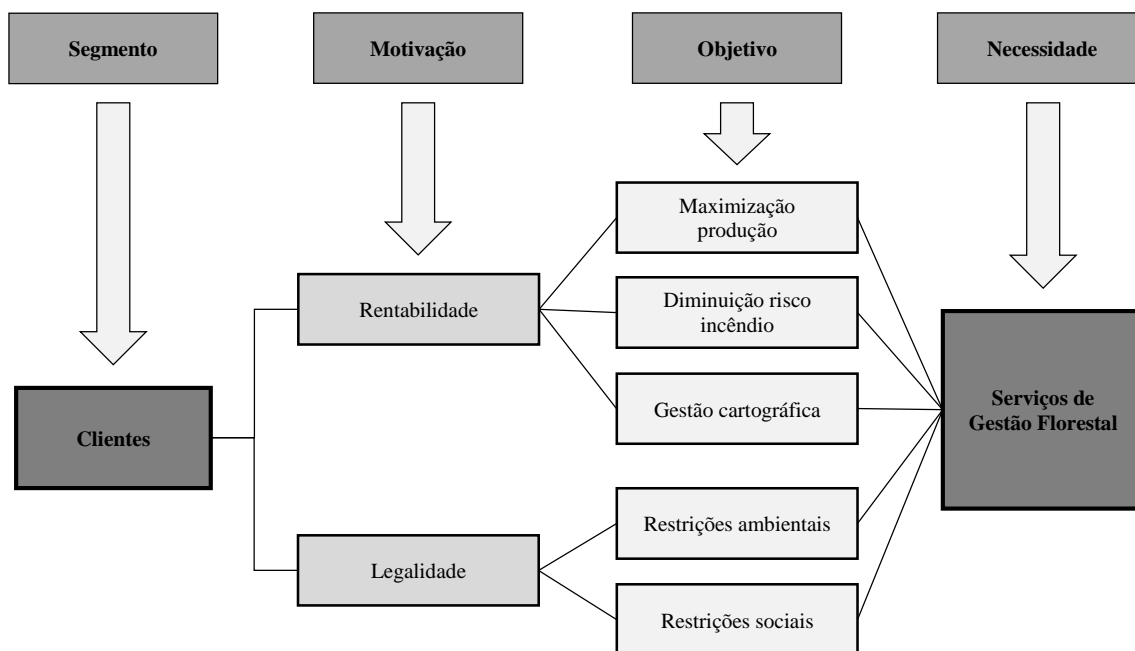 Segmento
Motivação
Objetivo
Necessidade
Maximização
produção
Diminuição risco
incêndio
Rentabilidade
Gestão cartográfica
Serviços de
Gestão Florestal
Clientes
Restrições ambientais
Legalidade
Restrições sociais